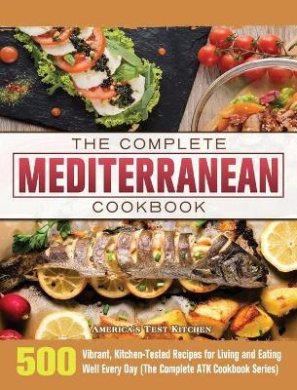 THE COMPLETE
MEDITERRANEAN
COOKBOOK
AMERICA'S TEST KITCHEN
500 Vibrant, Kitchen-Tested Recipes for Living and Eating
Well Every Day (The Complete ATK Cookbook Series)